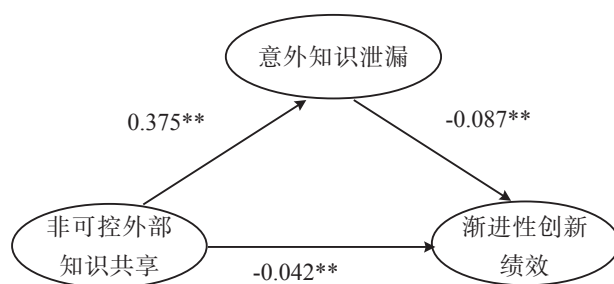 意外知识泄漏
0.375**
-0.087**
非可控外部
知识共享
渐进性创新
绩效
-0.042**